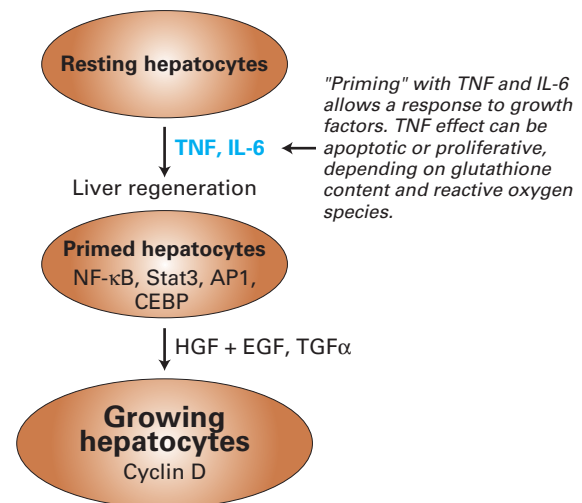 Resting hepatocytes
"Priming" with TNF and IL-6
allows a response to growth
factors. TNF effect can be
apoptotic or proliferative,
depending on glutathione
content and reactive oxygen
species.
TNF, IL-6
Liver regeneration
Primed hepatocytes
NF-κB, Stat3, AP1,
CEBP
HGF + EGF, TGFα
Growing
hepatocytes
Cyclin D